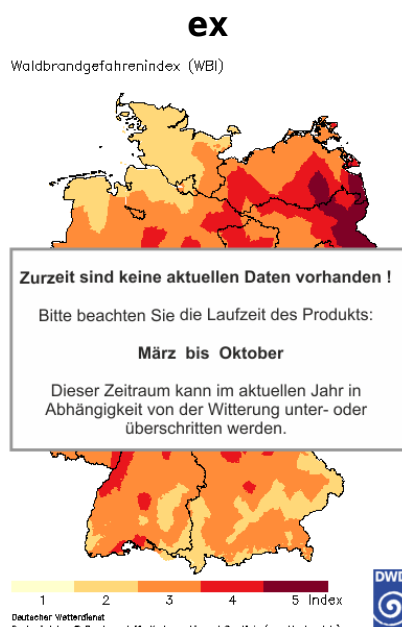 ex
Waldbrandgefahrenindex (WBI)
Zurzeit sind keine aktuellen Daten vorhanden !
Bitte beachten Sie die Laufzeit des Produkts:
März bis Oktober
Dieser Zeitraum kann im aktuellen Jahr in
Abhängigkeit von der Witterung unter- oder
überschritten werden.
1 2 3 4 5 Index
DWD
Deutscher Wetterdienst